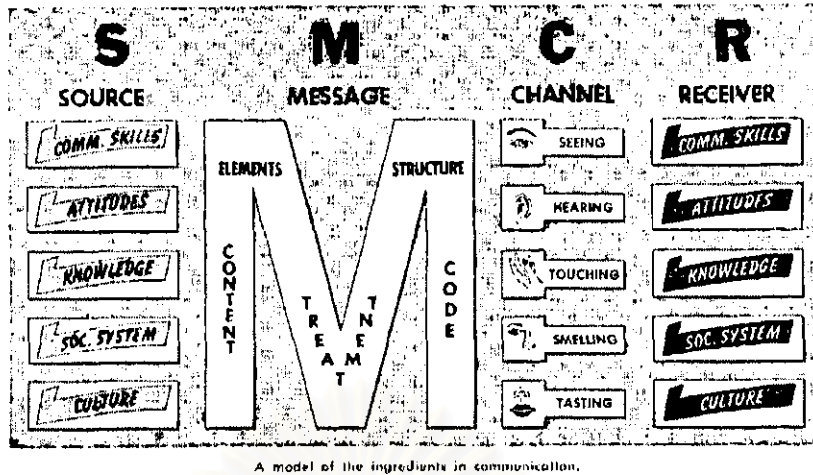 S M C R
SOURCE MESSAGE CHANNEL RECEIVER
COMM. SKILLS
ATTITUDES
KNOWLEDGE
SOC. SYSTEM
CULTURE
ELEMENTS STRUCTURE
CONTENT
TREATMENT
CODE
SEEING
HEARING
TOUCHING
SMELLING
TASTING
COMM. SKILLS
ATTITUDES
KNOWLEDGE
SOC. SYSTEM
CULTURE
A model of the ingredients in communication.